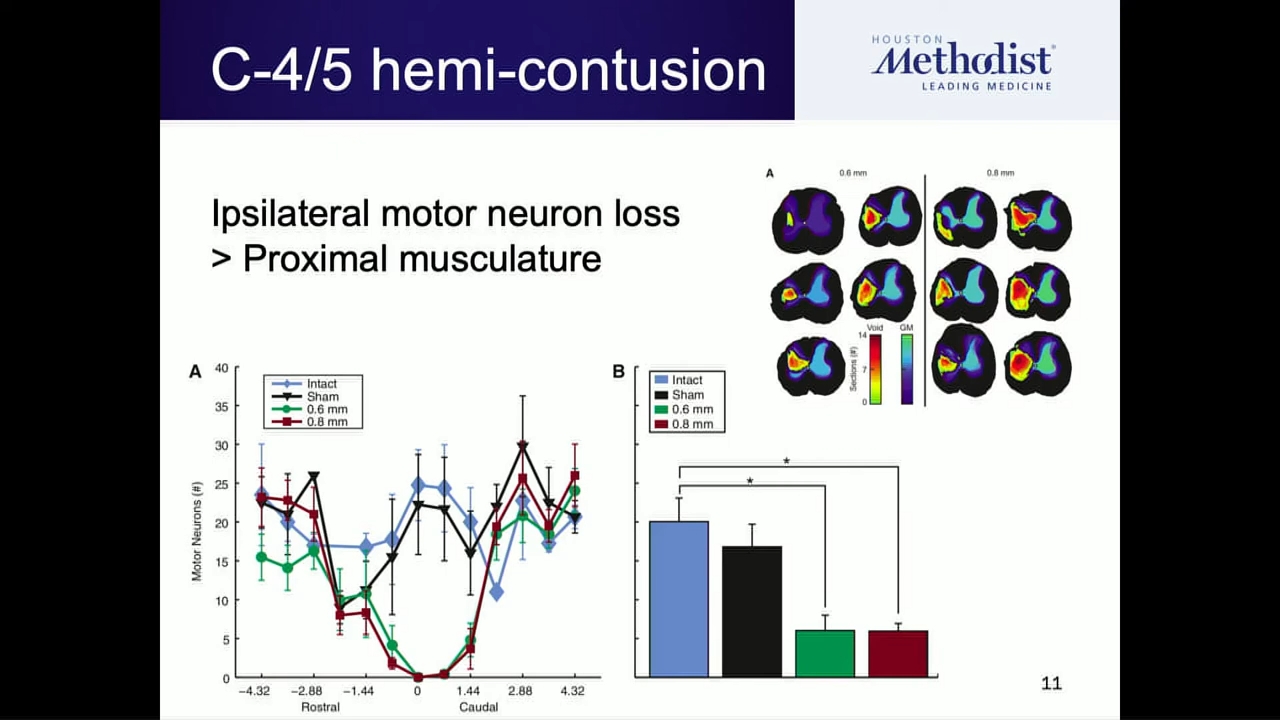 C-4/5 hemi-contusion
HOUSTON
Methodist®
LEADING MEDICINE
Ipsilateral motor neuron loss
> Proximal musculature
A
0.6 mm
0.8 mm
Void
GM
14
7
0
Sections (#)
A
Intact
Sham
0.6 mm
0.8 mm
Motor Neurons (#)
40
35
30
25
20
15
10
5
0
−4.32 −2.88 −1.44 0 1.44 2.88 4.32
Rostral Caudal
B
Intact
Sham
0.6 mm
0.8 mm
*
*
11